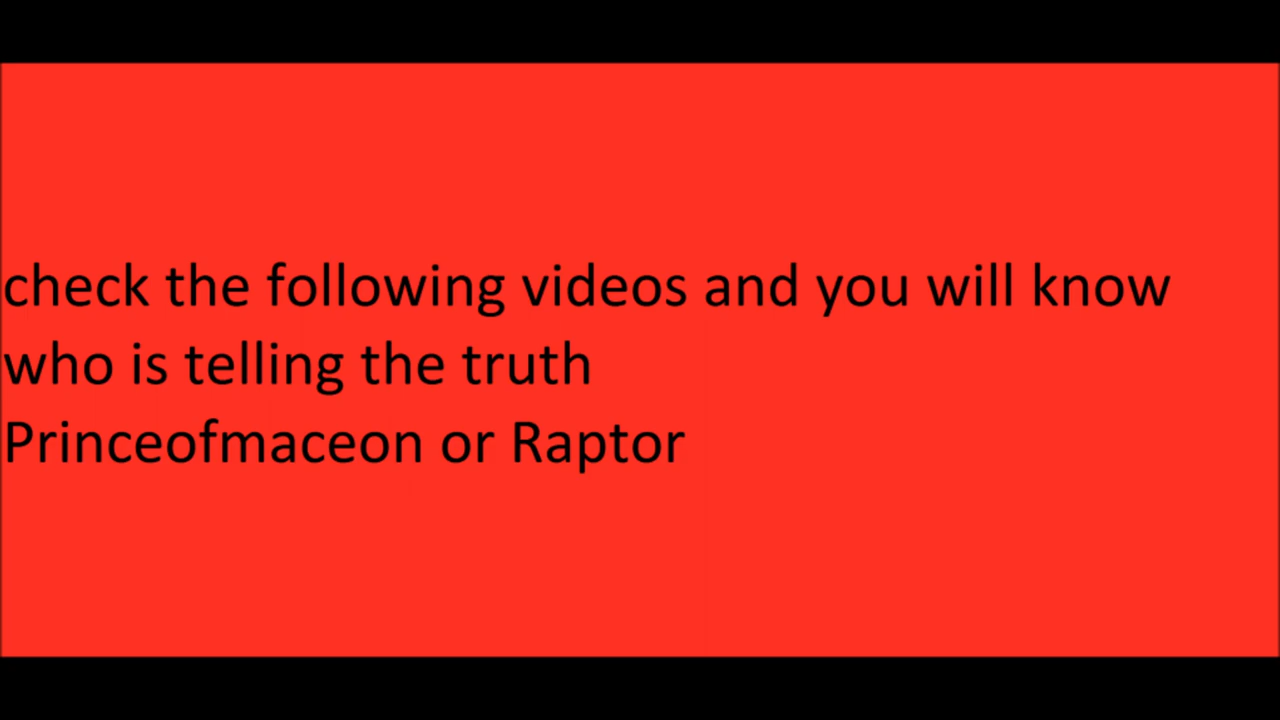 check the following videos and you will know
who is telling the truth
Princeofmaceon or Raptor